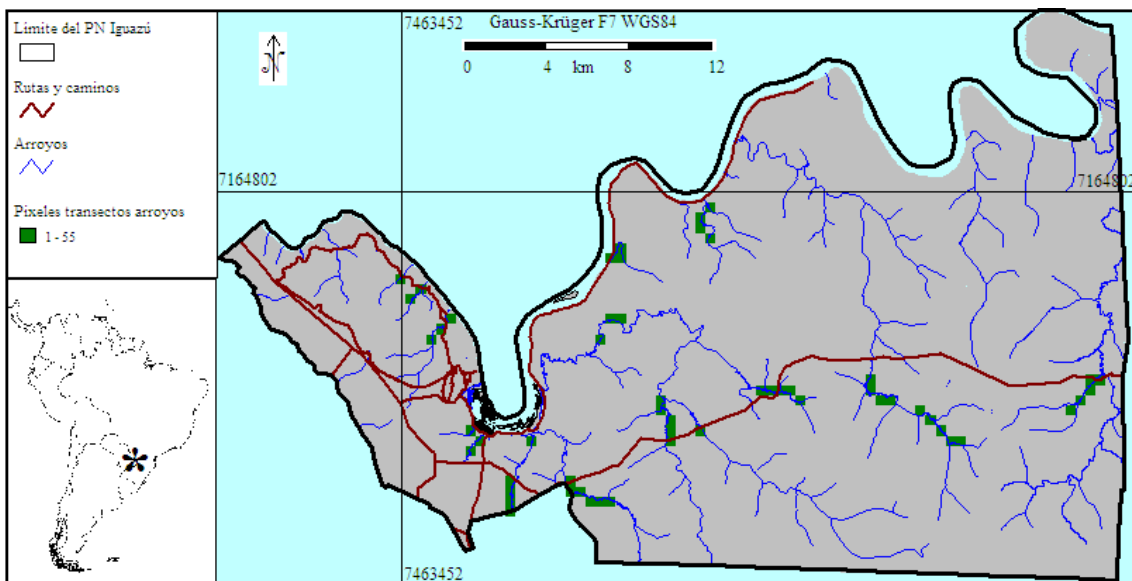 Límite del PN Iguazú
Rutas y caminos
Arroyos
Pixeles transectos arroyos
1 - 55
7463452
Gauss-Krüger F7 WGS84
N
0 4 km 8 12
7164802
7164802
7463452
*